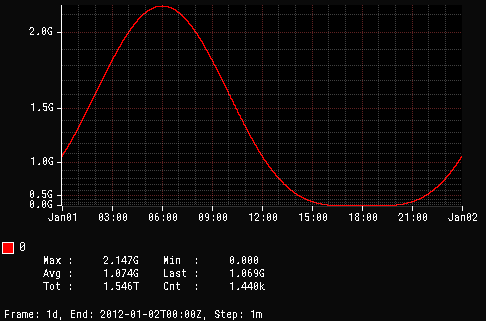 2.0G
1.5G
1.0G
0.5G
0.0G
Jan01 03:00 06:00 09:00 12:00 15:00 18:00 21:00 Jan02
0
Max : 2.147G Min : 0.000
Avg : 1.074G Last : 1.069G
Tot : 1.546T Cnt : 1.440k
Frame: 1d, End: 2012-01-02T00:00Z, Step: 1m